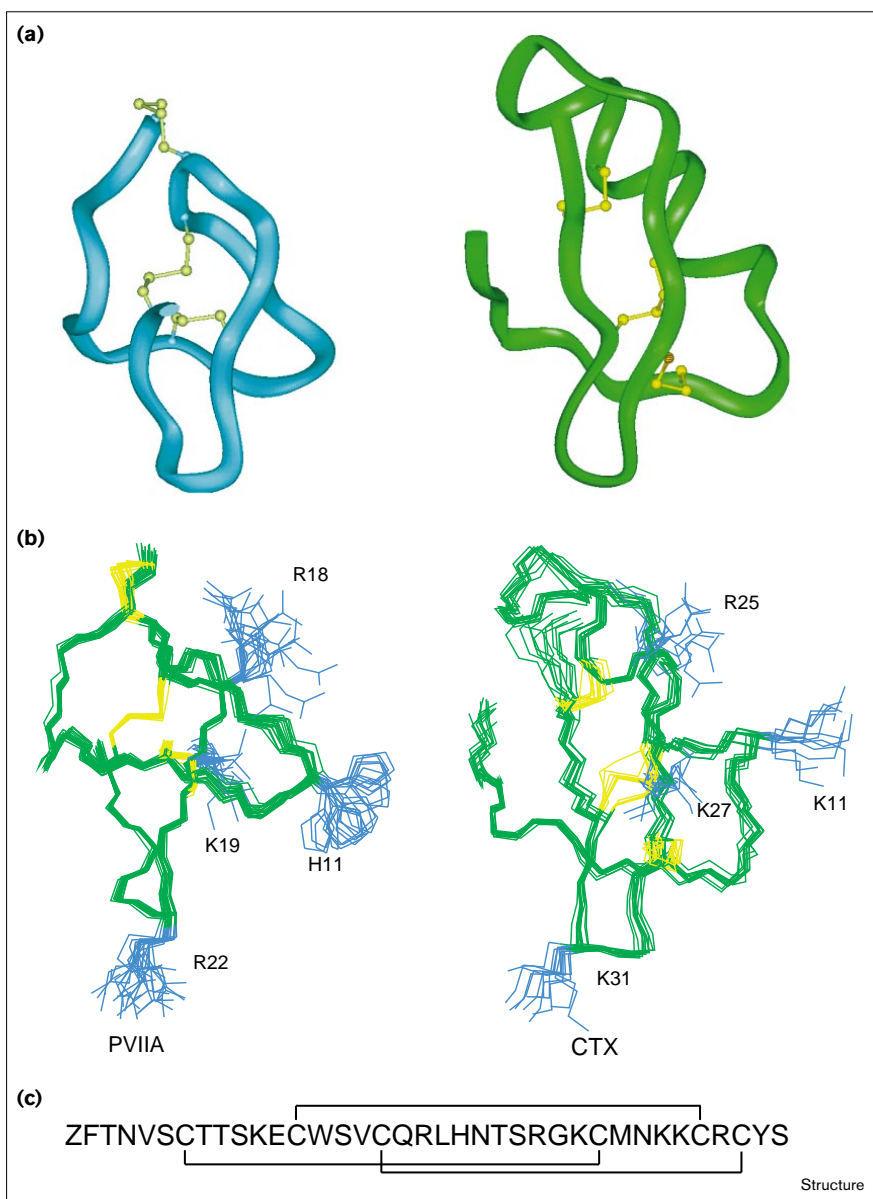 (a)
(b)
R18
R25
K19
H11
K27
K11
R22
K31
PVIIA
CTX
(c)
ZFTNVSCTTSKECWSVCQRLHNTSRGKCMNKKCRCYS
Structure